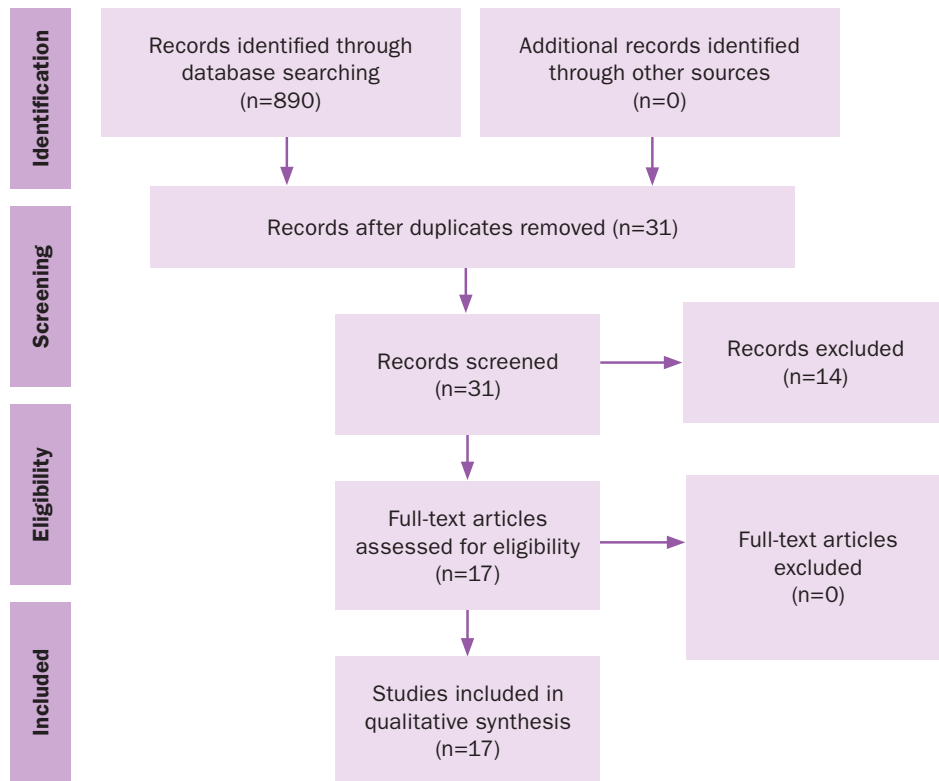 Identification
Records identified through
database searching
(n=890)
Additional records identified
through other sources
(n=0)
Records after duplicates removed (n=31)
Screening
Records screened
(n=31)
Records excluded
(n=14)
Eligibility
Full-text articles
assessed for eligibility
(n=17)
Full-text articles
excluded
(n=0)
Included
Studies included in
qualitative synthesis
(n=17)